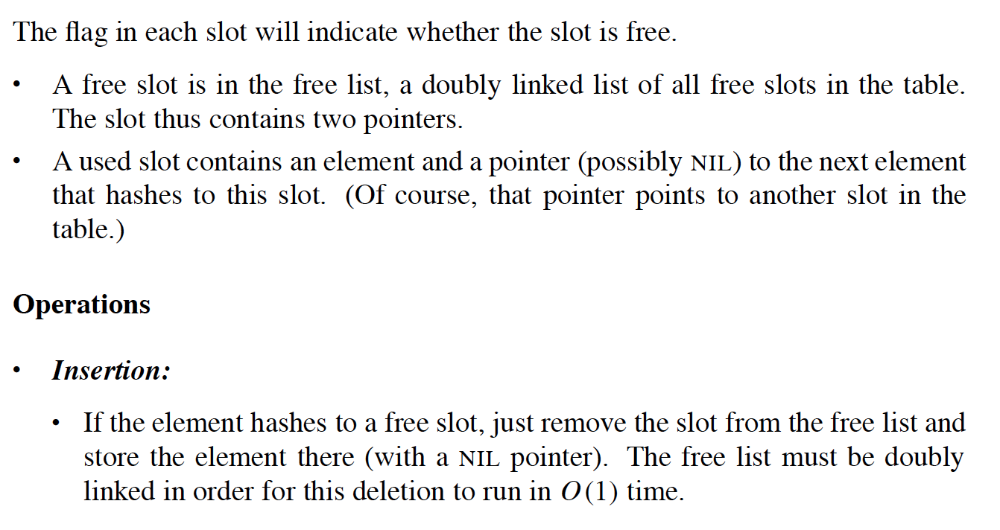 The flag in each slot will indicate whether the slot is free.
• A free slot is in the free list, a doubly linked list of all free slots in the table.
The slot thus contains two pointers.
• A used slot contains an element and a pointer (possibly NIL) to the next element
that hashes to this slot. (Of course, that pointer points to another slot in the
table.)
Operations
• Insertion:
• If the element hashes to a free slot, just remove the slot from the free list and
store the element there (with a NIL pointer). The free list must be doubly
linked in order for this deletion to run in O(1) time.